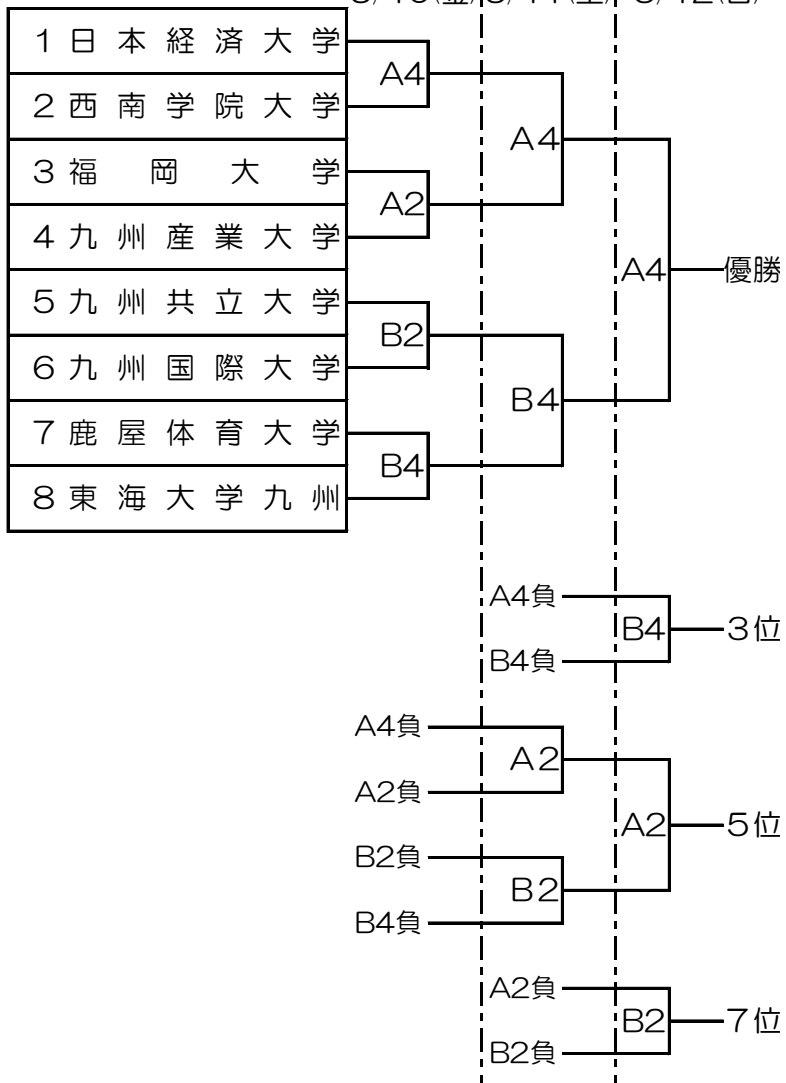 1 日本経済大学
A4
2 西南学院大学
A4
3 福岡大学
A2
4 九州産業大学
A4 優勝
5 九州共立大学
B2
6 九州国際大学
B4
7 鹿屋体育大学
B4
8 東海大学九州
A4負
B4 3位
B4負
A4負
A2
A2負
A2 5位
B2負
B2
B4負
A2負
B2 7位
B2負